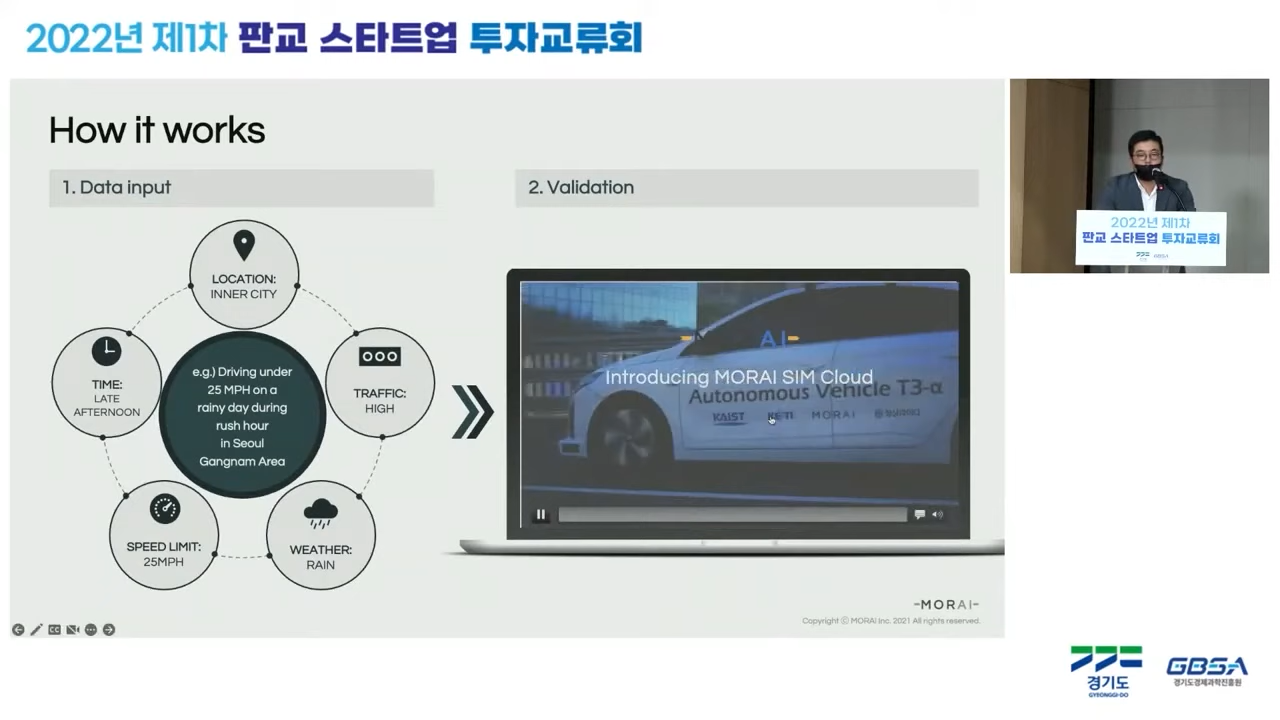 2022년 제1차 판교 스타트업 투자교류회
How it works
1. Data input
2. Validation
LOCATION:
INNER CITY
TIME:
LATE
AFTERNOON
e.g.) Driving under
25 MPH on a
rainy day during
rush hour
in Seoul
Gangnam Area
TRAFFIC:
HIGH
SPEED LIMIT:
25MPH
WEATHER:
RAIN
Introducing MORAI SIM Cloud
Autonomous Vehicle T3-α
KAIST KETI MORAI
-MORAI-
Copyright ⓒ MORAI Inc. 2021 All rights reserved.
2022년 제1차
판교 스타트업 투자교류회
GBSA
경기도
GYEONGGI-DO
GBSA
경기도경제과학진흥원